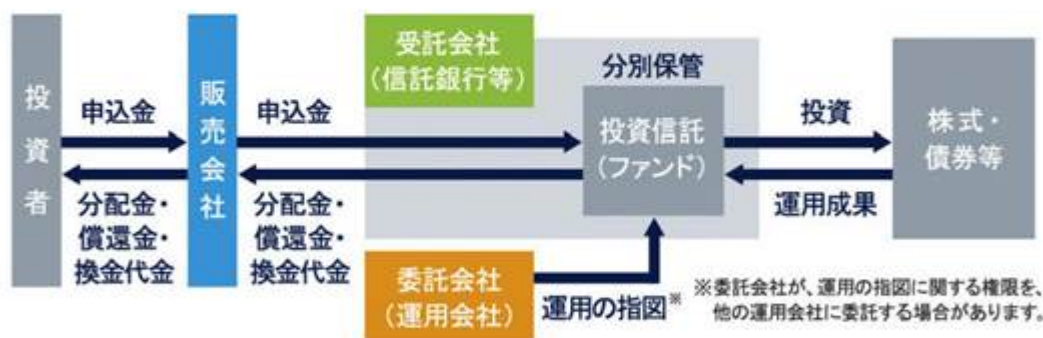 投資者
申込金
分配金・
償還金・
換金代金
販売会社
申込金
分配金・
償還金・
換金代金
受託会社
(信託銀行等)
分別保管
投資信託
(ファンド)
委託会社
(運用会社)
運用の指図※
投資
運用成果
株式・
債券等
※委託会社が、運用の指図に関する権限を、
他の運用会社に委託する場合があります。